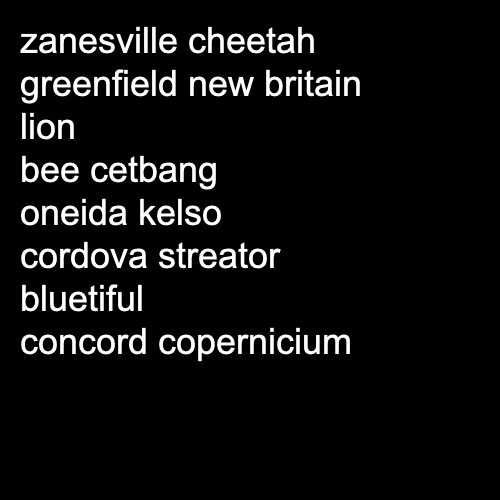 zanesville cheetah
greenfield new britain
lion
bee cetbang
oneida kelso
cordova streator
bluetiful
concord copernicium